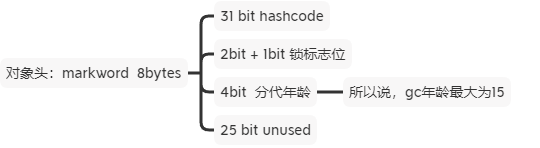 31 bit hashcode
2bit + 1bit 锁标志位
对象头：markword 8bytes
4bit 分代年龄
所以说，gc年龄最大为15
25 bit unused